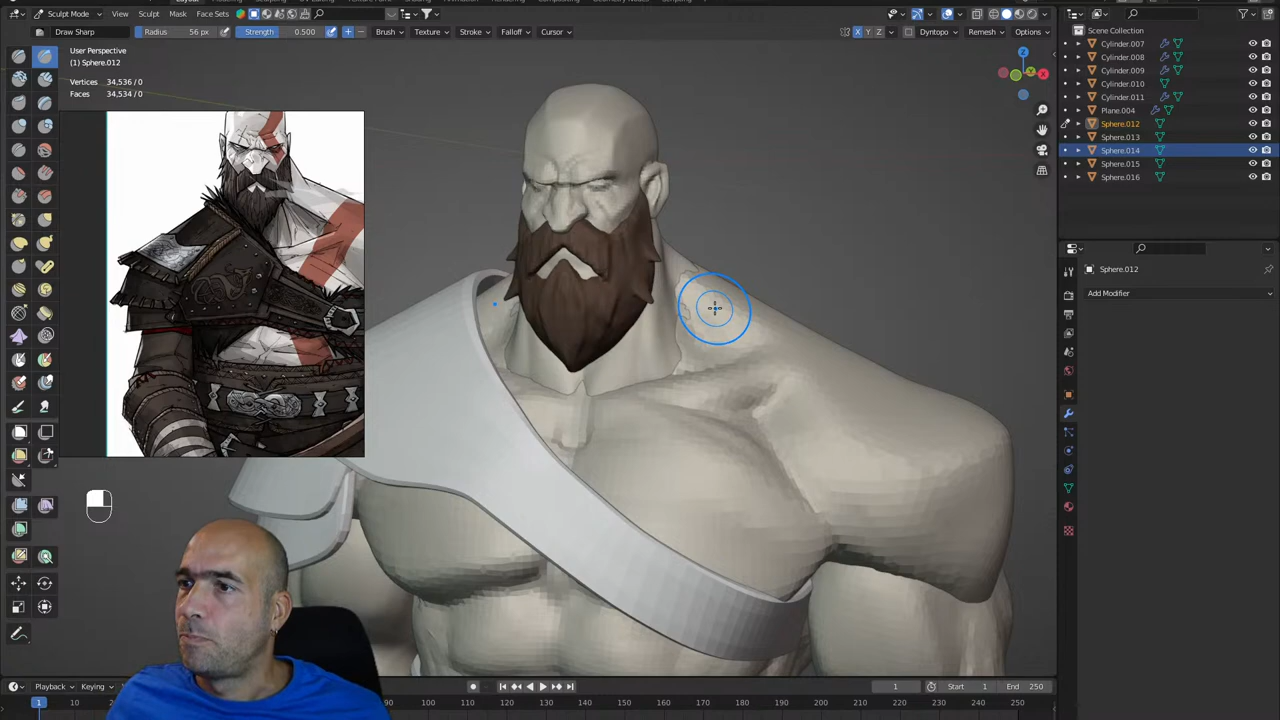 Layout
Sculpt Mode
View
Sculpt
Mask
Face Sets
Draw Sharp
Radius 56 px
Strength 0.500
Brush
Texture
Stroke
Falloff
Cursor
X Y Z
Dyntopo
Remesh
Options
User Perspective
(1) Sphere.012
Vertices 34,536 / 0
Faces 34,534 / 0
Z
X
Scene Collection
Cylinder.007
Cylinder.008
Cylinder.009
Cylinder.010
Cylinder.011
Plane.004
Sphere.012
Sphere.013
Sphere.014
Sphere.015
Sphere.016
Sphere.012
Add Modifier
Playback
Keying
1
Start 1
End 250
1
100 110 120 130 140 150 160 170 180 190 200 210 220 230 240 250